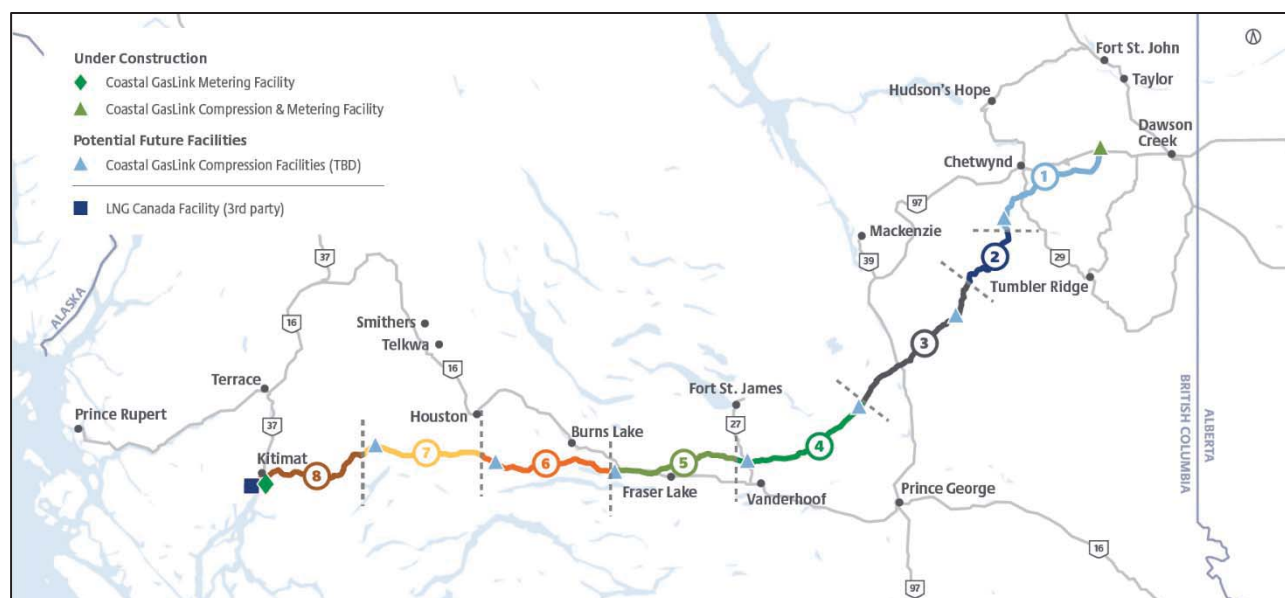 Under Construction
Coastal GasLink Metering Facility
Coastal GasLink Compression & Metering Facility
Potential Future Facilities
Coastal GasLink Compression Facilities (TBD)
LNG Canada Facility (3rd party)
Fort St. John
Taylor
Hudson's Hope
Dawson
Creek
Chetwynd
1
97
Mackenzie
39
2
29
Tumbler Ridge
37
ALASKA
16
Smithers
Telkwa
3
16
Terrace
Fort St. James
Prince Rupert
37
Houston
27
BRITISH COLUMBIA
ALBERTA
Burns Lake
4
7
6
5
Kitimat
8
Fraser Lake
Vanderhoof
Prince George
16
97